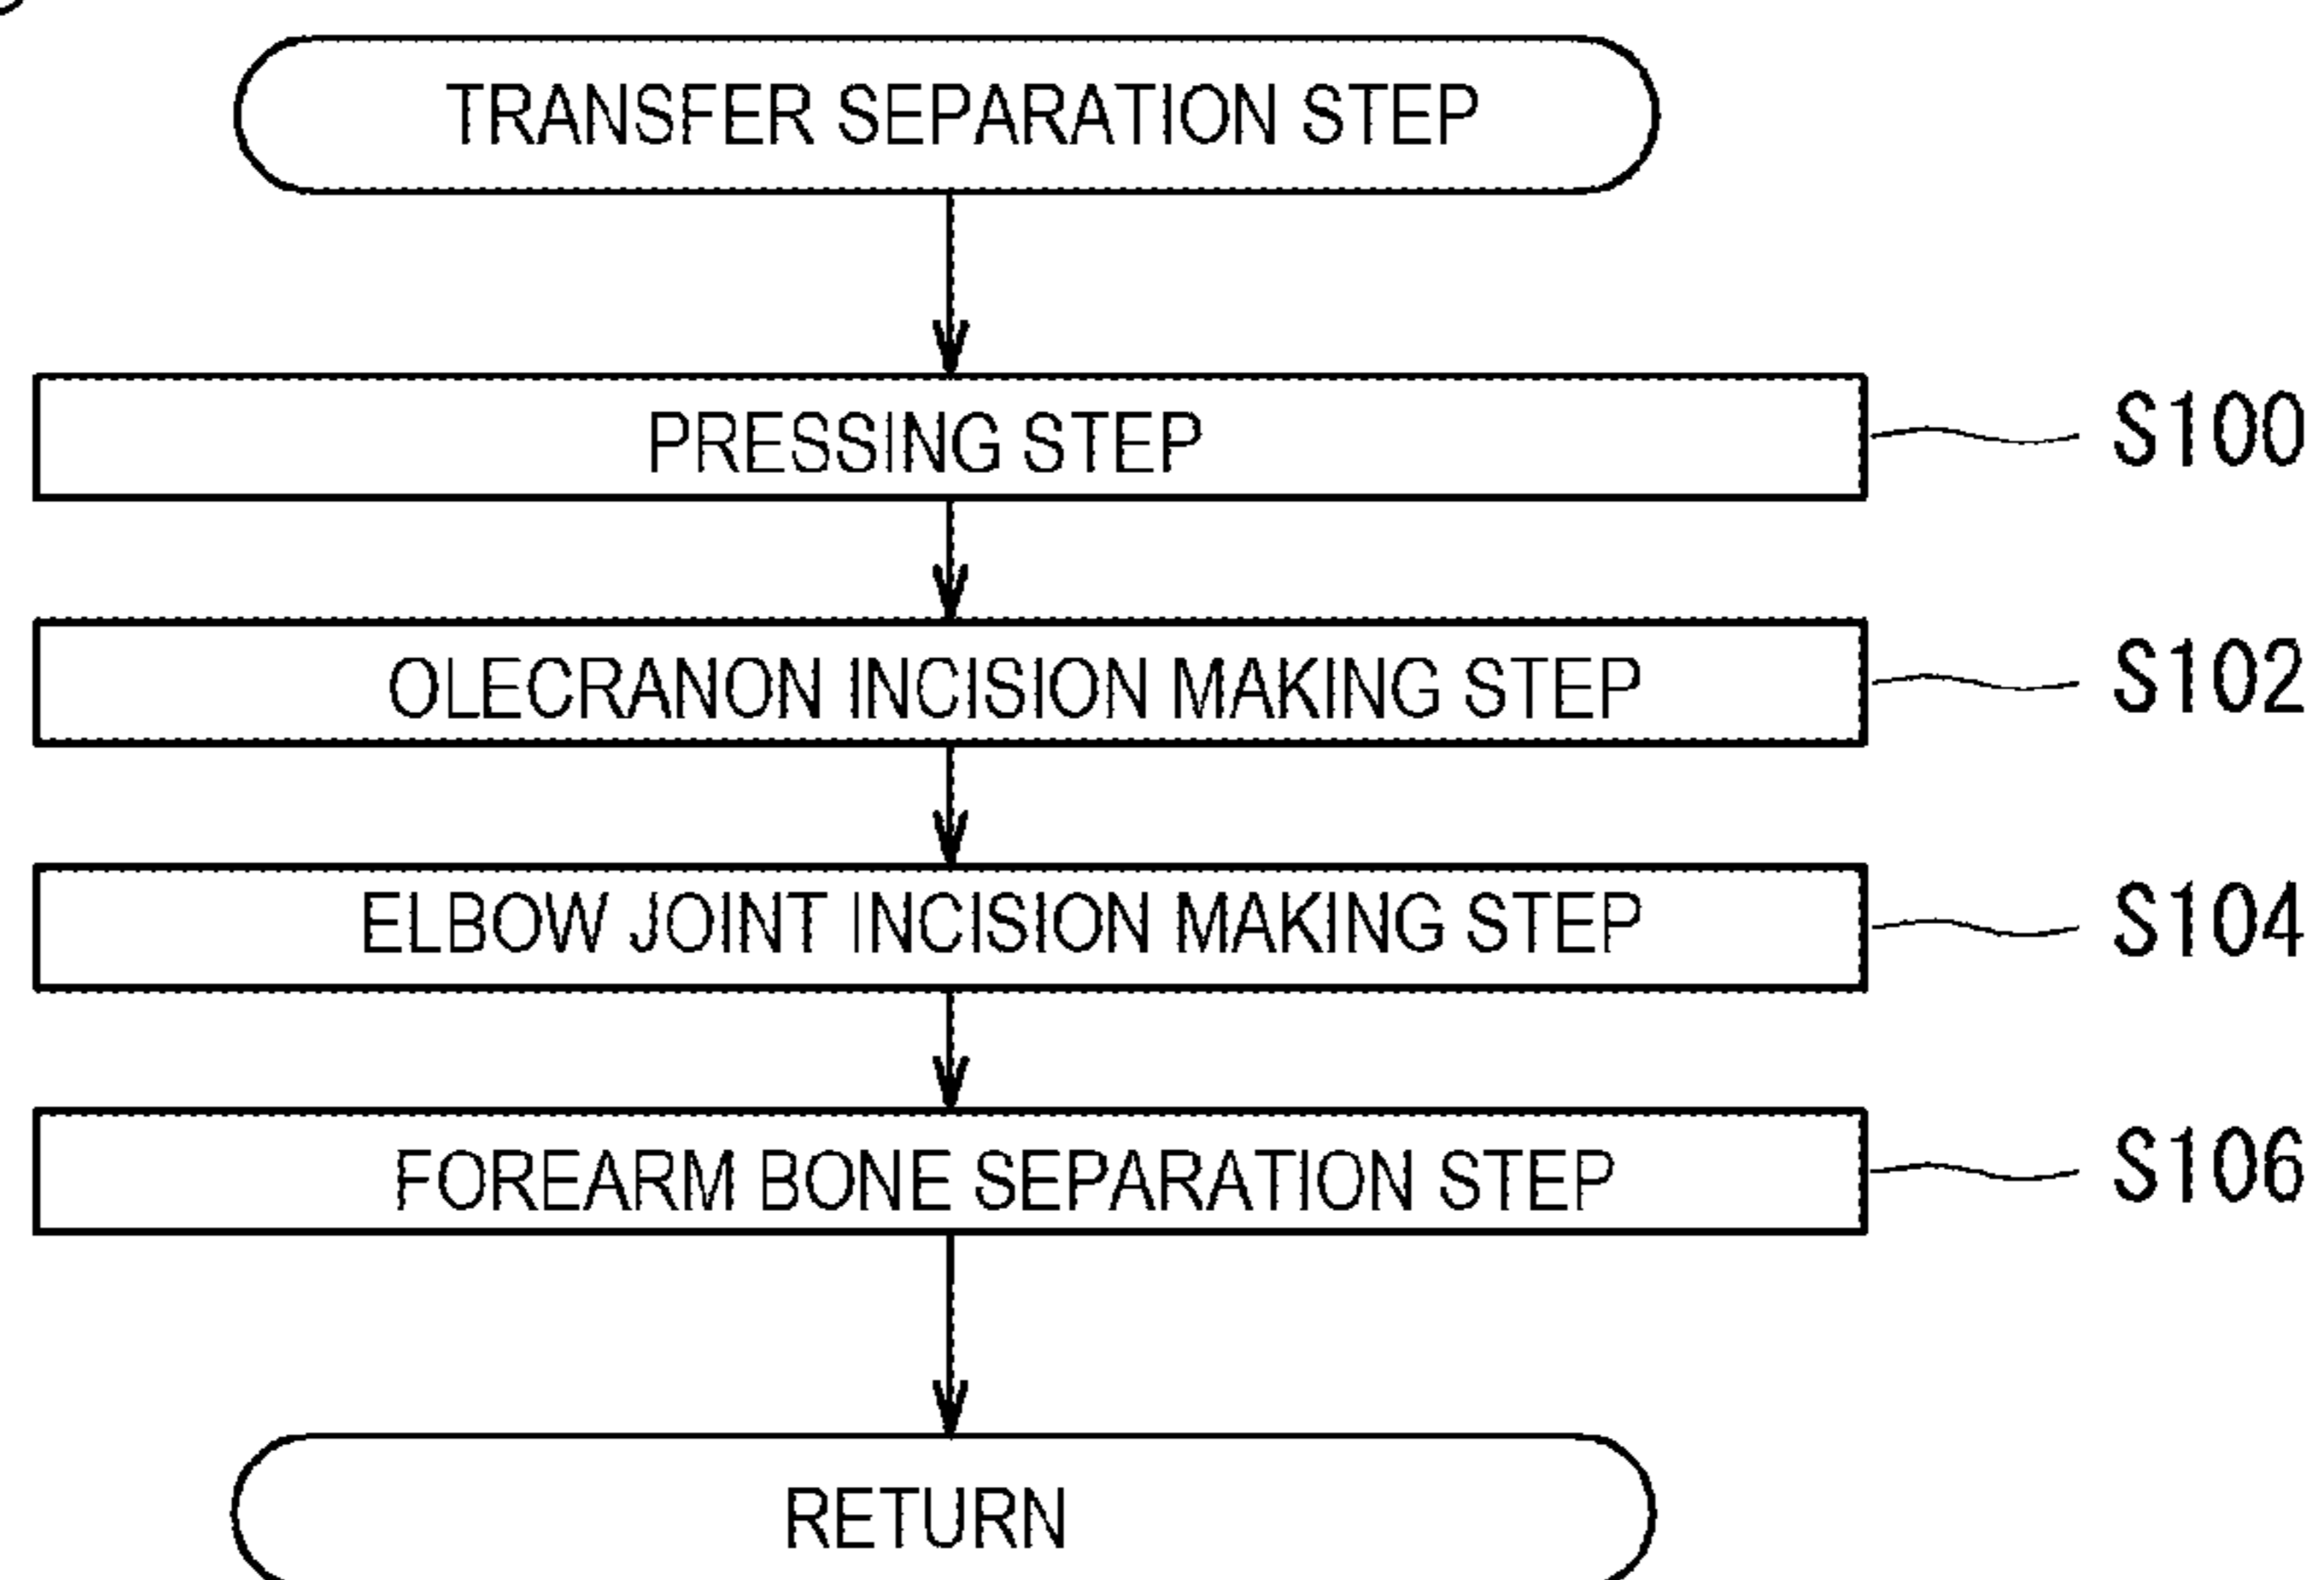 TRANSFER SEPARATION STEP
PRESSING STEP S100
OLECRANON INCISION MAKING STEP S102
ELBOW JOINT INCISION MAKING STEP S104
FOREARM BONE SEPARATION STEP S106
RETURN